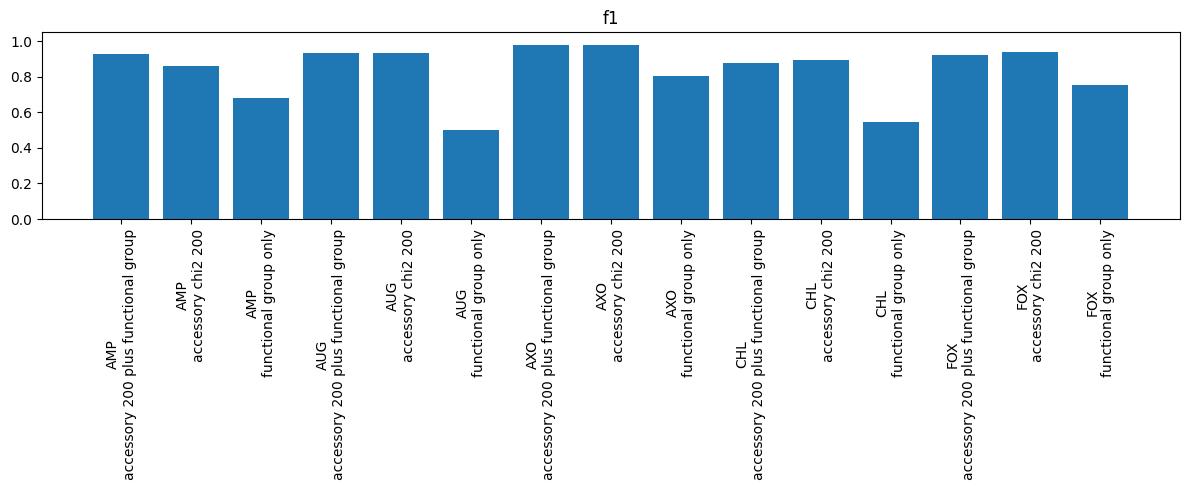 f1
1.0
0.8
0.6
0.4
0.2
0.0
AMP
accessory 200 plus functional group
AMP
accessory chi2 200
AMP
functional group only
AUG
accessory 200 plus functional group
AUG
accessory chi2 200
AUG
functional group only
AXO
accessory 200 plus functional group
AXO
accessory chi2 200
AXO
functional group only
CHL
accessory 200 plus functional group
CHL
accessory chi2 200
CHL
functional group only
FOX
accessory 200 plus functional group
FOX
accessory chi2 200
FOX
functional group only